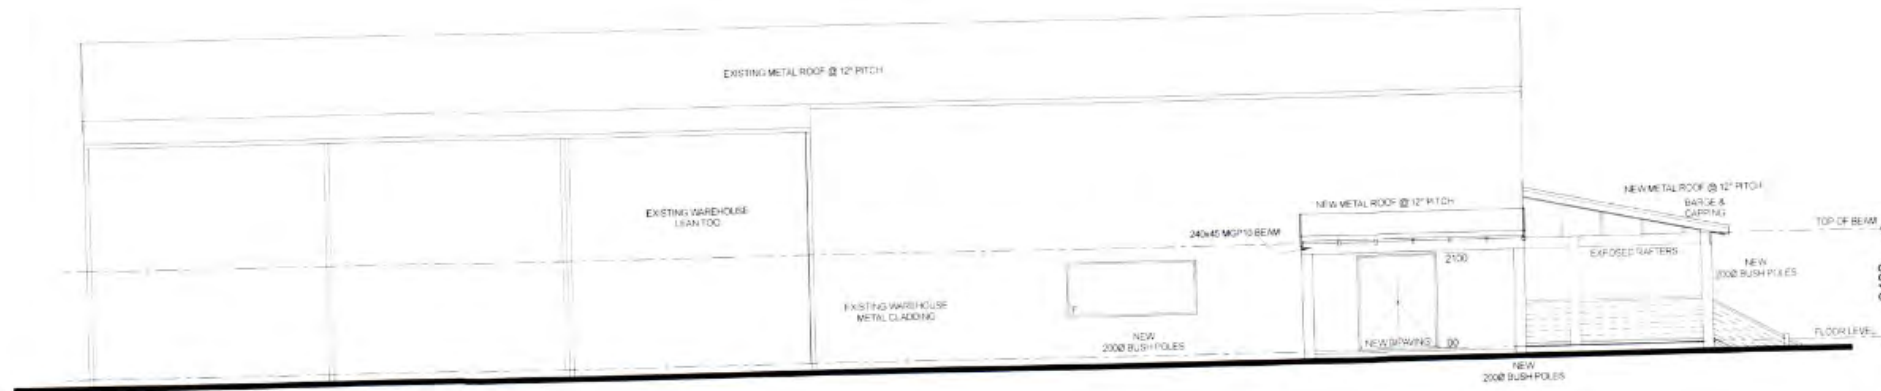 EXISTING METAL ROOF @ 12° PITCH
NEW METAL ROOF @ 12° PITCH
BARGE &
CAPPING
NEW METAL ROOF @ 12° PITCH
EXISTING WAREHOUSE
LEAN TOO
TOP OF BEAM
240x45 MGP10 BEAM
2100
EXPOSED RAFTERS
NEW
200Ø BUSH POLES
EXISTING WAREHOUSE
METAL CLADDING
F
NEW
200Ø BUSH POLES
NEW B/PAVING
00
FLOOR LEVEL
NEW
200Ø BUSH POLES